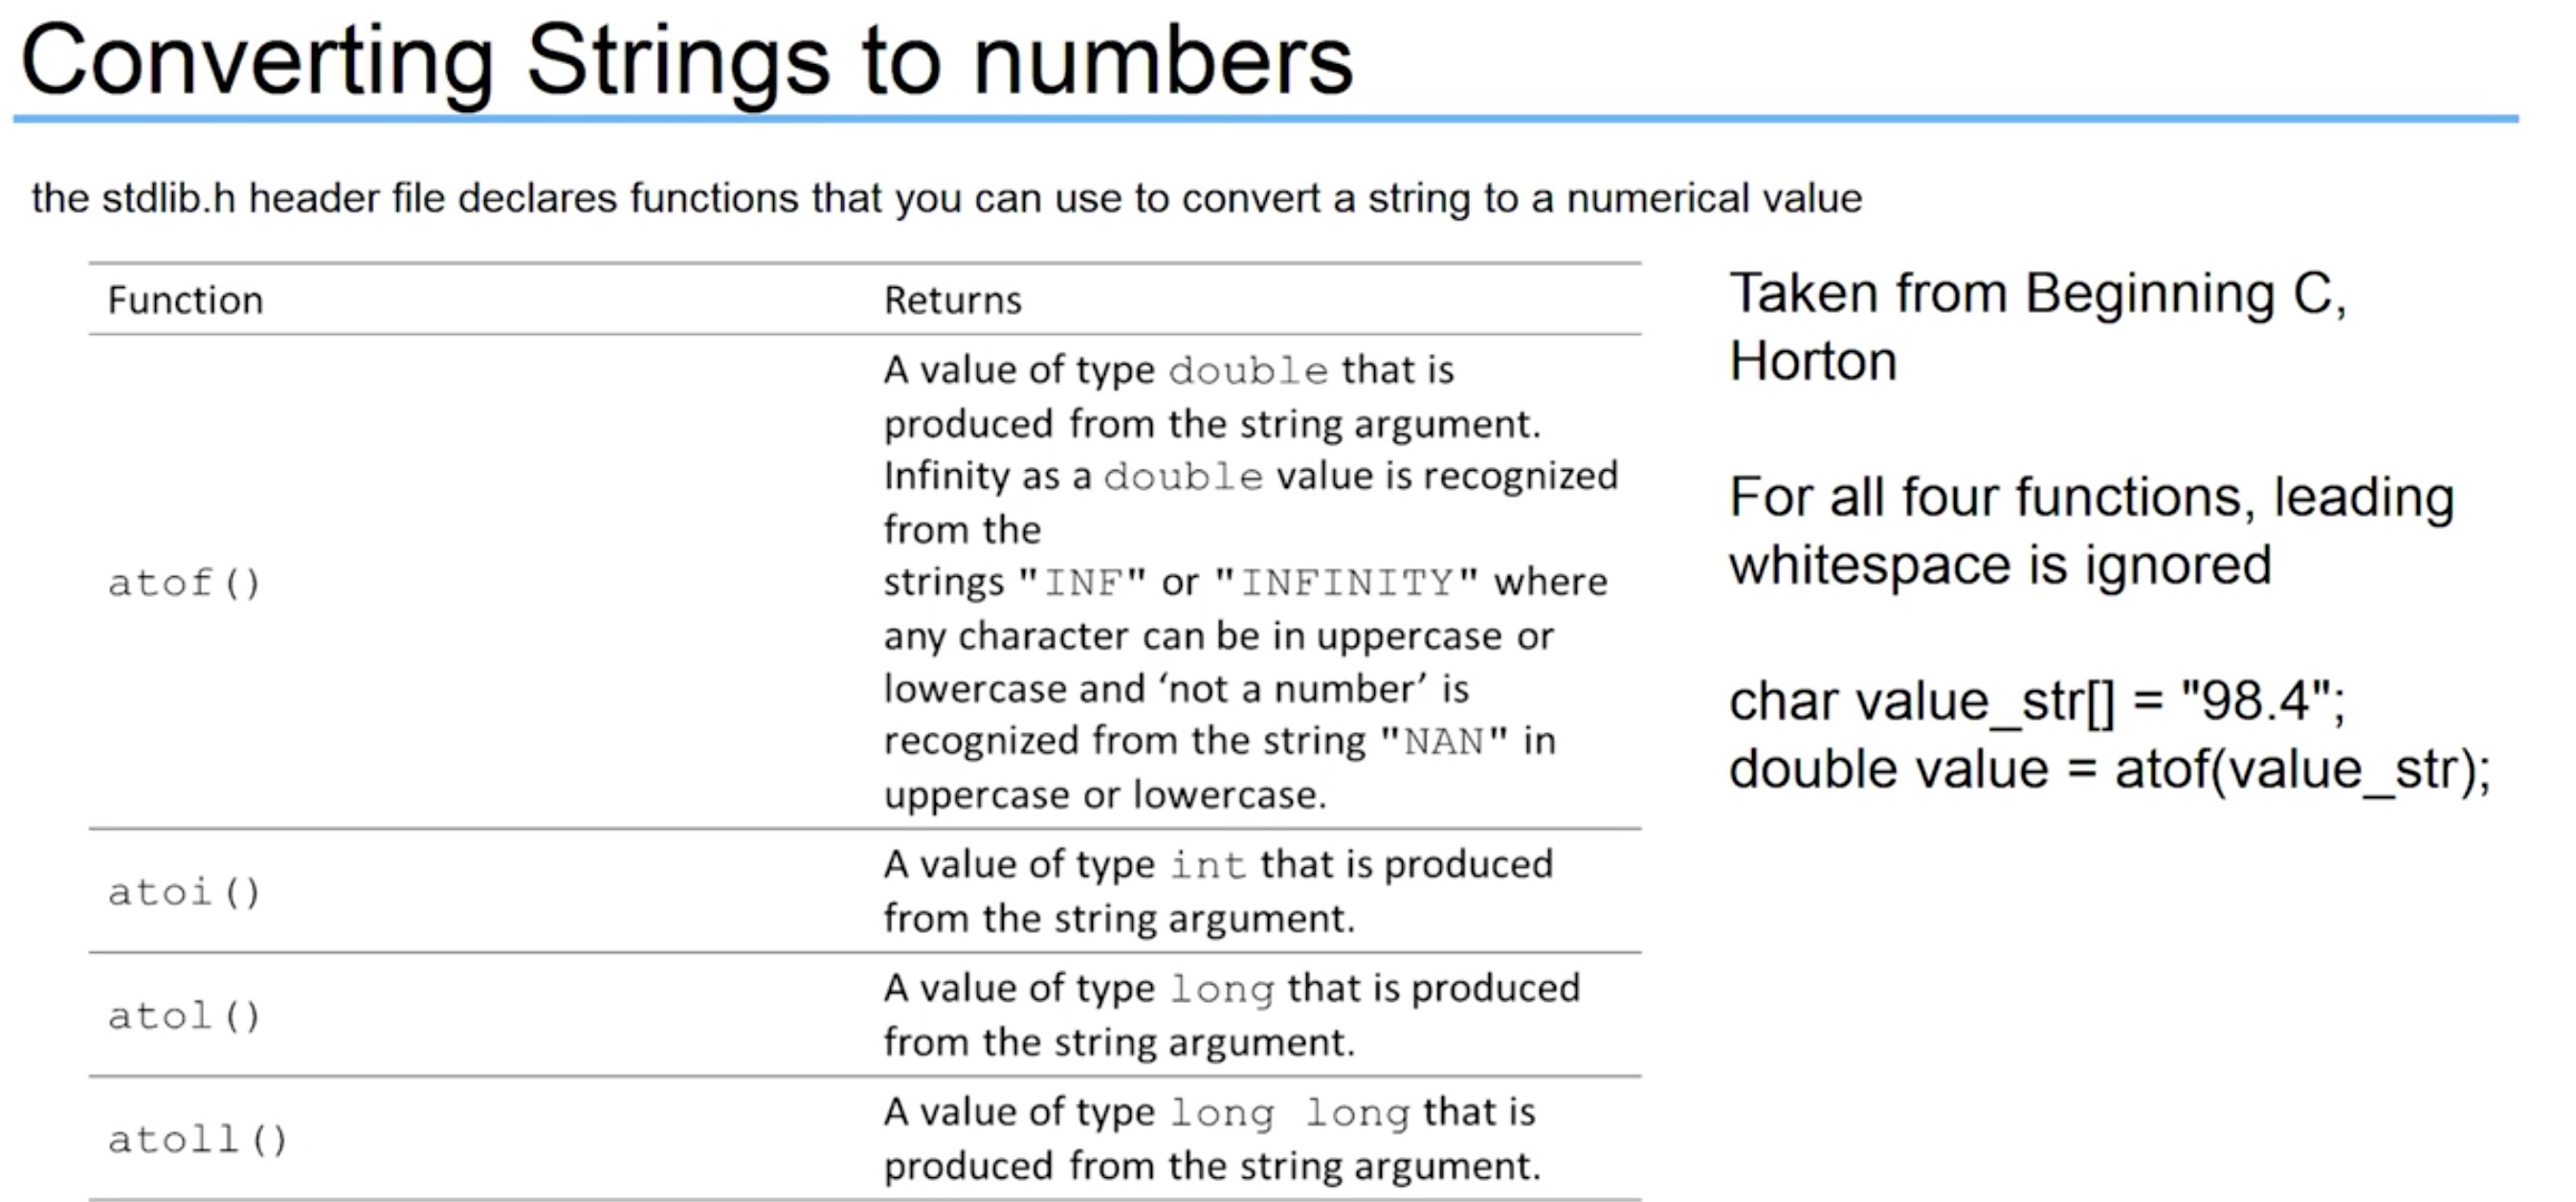 Converting Strings to numbers
the stdlib.h header file declares functions that you can use to convert a string to a numerical value
Function Returns
atof()
A value of type double that is
produced from the string argument.
Infinity as a double value is recognized
from the
strings "INF" or "INFINITY" where
any character can be in uppercase or
lowercase and ‘not a number’ is
recognized from the string "NAN" in
uppercase or lowercase.
atoi()
A value of type int that is produced
from the string argument.
atol()
A value of type long that is produced
from the string argument.
atoll()
A value of type long long that is
produced from the string argument.
Taken from Beginning C,
Horton
For all four functions, leading
whitespace is ignored
char value_str[] = "98.4";
double value = atof(value_str);